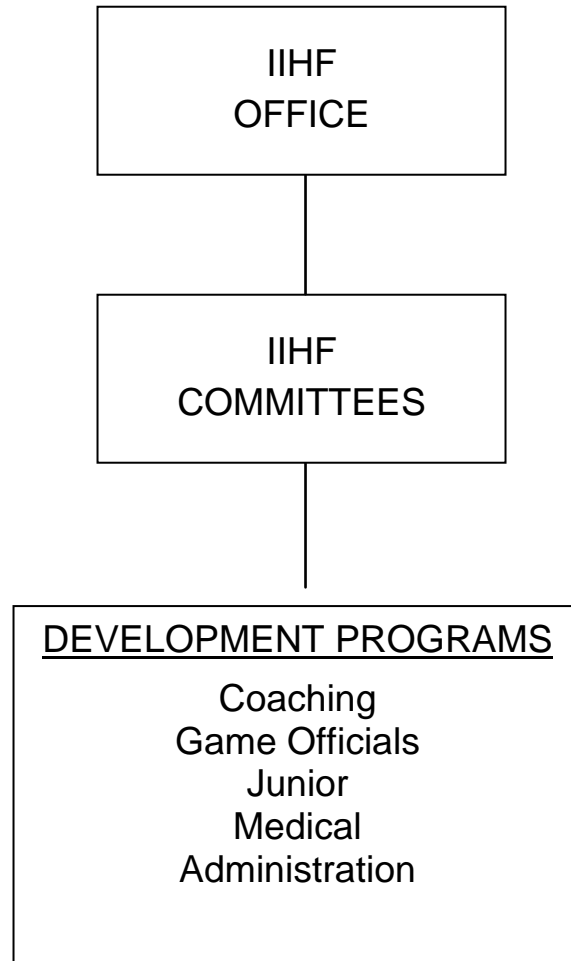 IIHF
OFFICE
IIHF
COMMITTEES
DEVELOPMENT PROGRAMS
Coaching
Game Officials
Junior
Medical
Administration